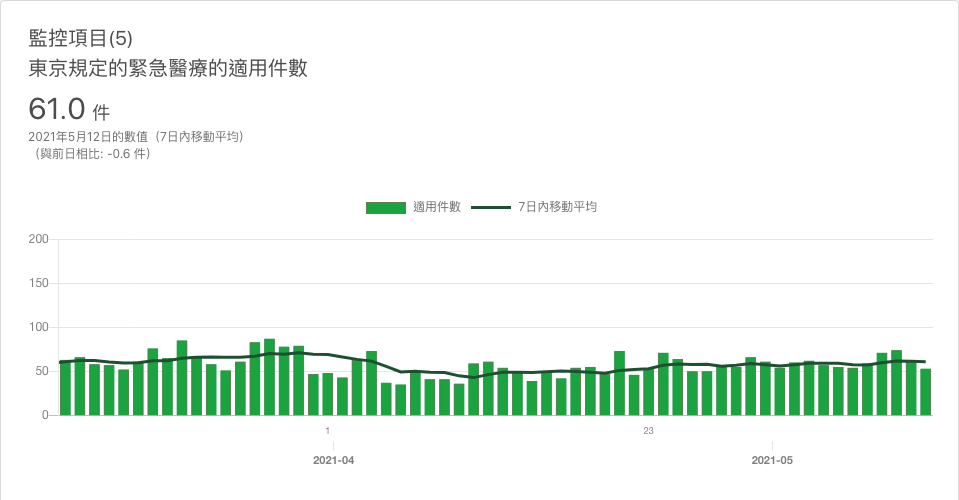 監控項目(5)
東京規定的緊急醫療的適用件數
61.0 件
2021年5月12日的數值（7日內移動平均）
（與前日相比: -0.6 件）
適用件數 7日內移動平均
200
150
100
50
0
1 23
2021-04 2021-05